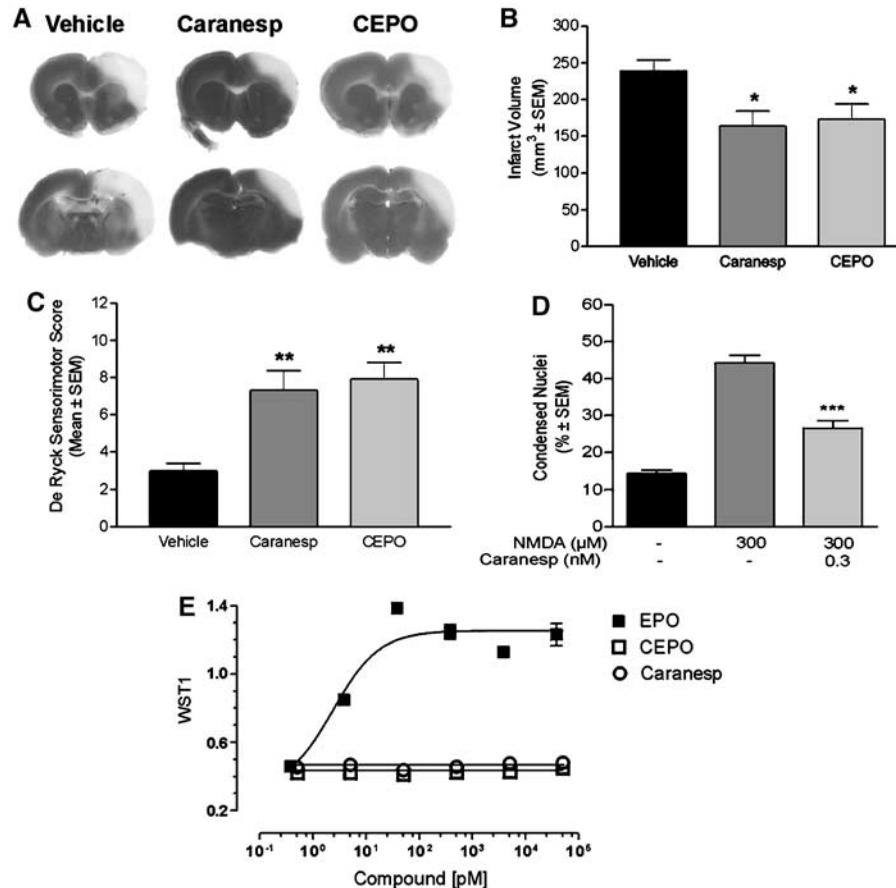 A
Vehicle Caranesp CEPO
B
Infarct Volume
(mm³ ± SEM)
250
200
150
100
50
0
* *
Vehicle Caranesp CEPO
C
De Ryck Sensorimotor Score
(Mean ± SEM)
12
10
8
6
4
2
0
** **
Vehicle Caranesp CEPO
D
Condensed Nuclei
(% ± SEM)
60
50
40
30
20
10
0
***
NMDA (µM) - 300 300
Caranesp (nM) - - 0.3
E
WST1
1.4
1.0
0.6
0.2
10⁻¹ 10⁰ 10¹ 10² 10³ 10⁴ 10⁵
Compound [pM]
EPO
CEPO
Caranesp